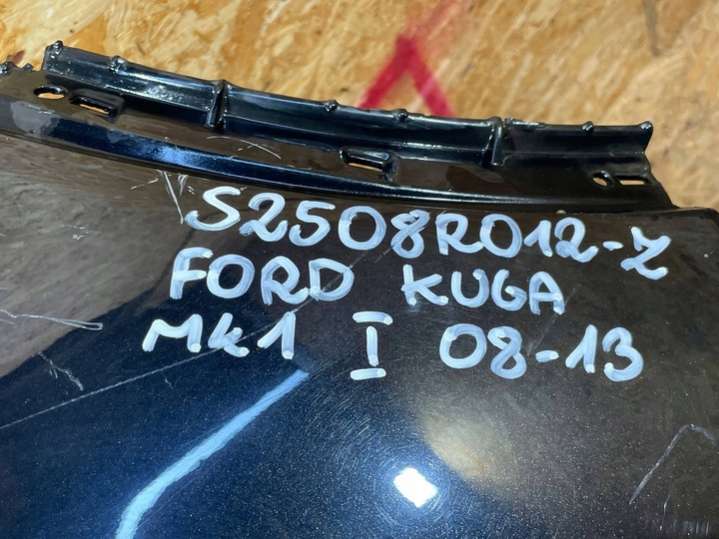 S2508R012-Z
FORD KUGA
Mk1 I 08-13